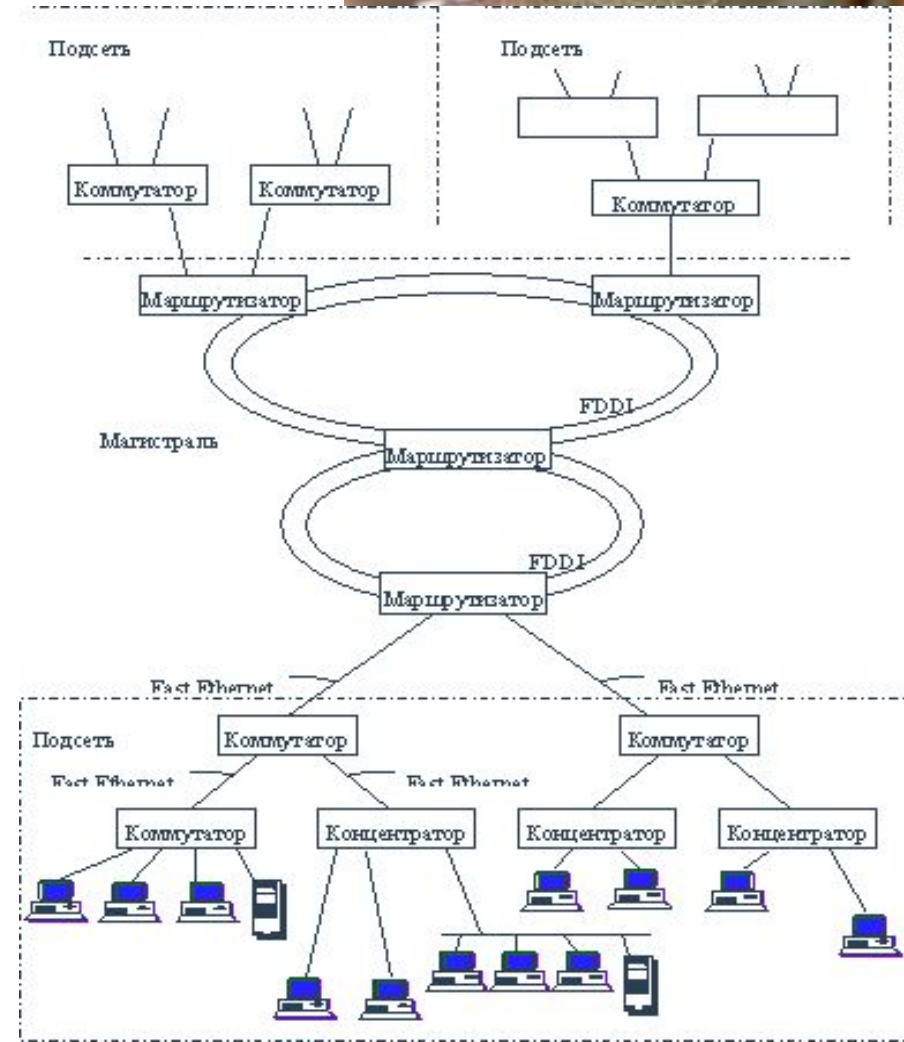 Подсеть
Подсеть
Коммутатор
Коммутатор
Коммутатор
Маршрутизатор
Маршрутизатор
FDDI
Магистраль
Маршрутизатор
FDDI
Маршрутизатор
Fast Ethernet
Fast Ethernet
Подсеть
Коммутатор
Коммутатор
Fast Ethernet
Fast Ethernet
Коммутатор
Концентратор
Концентратор
Концентратор